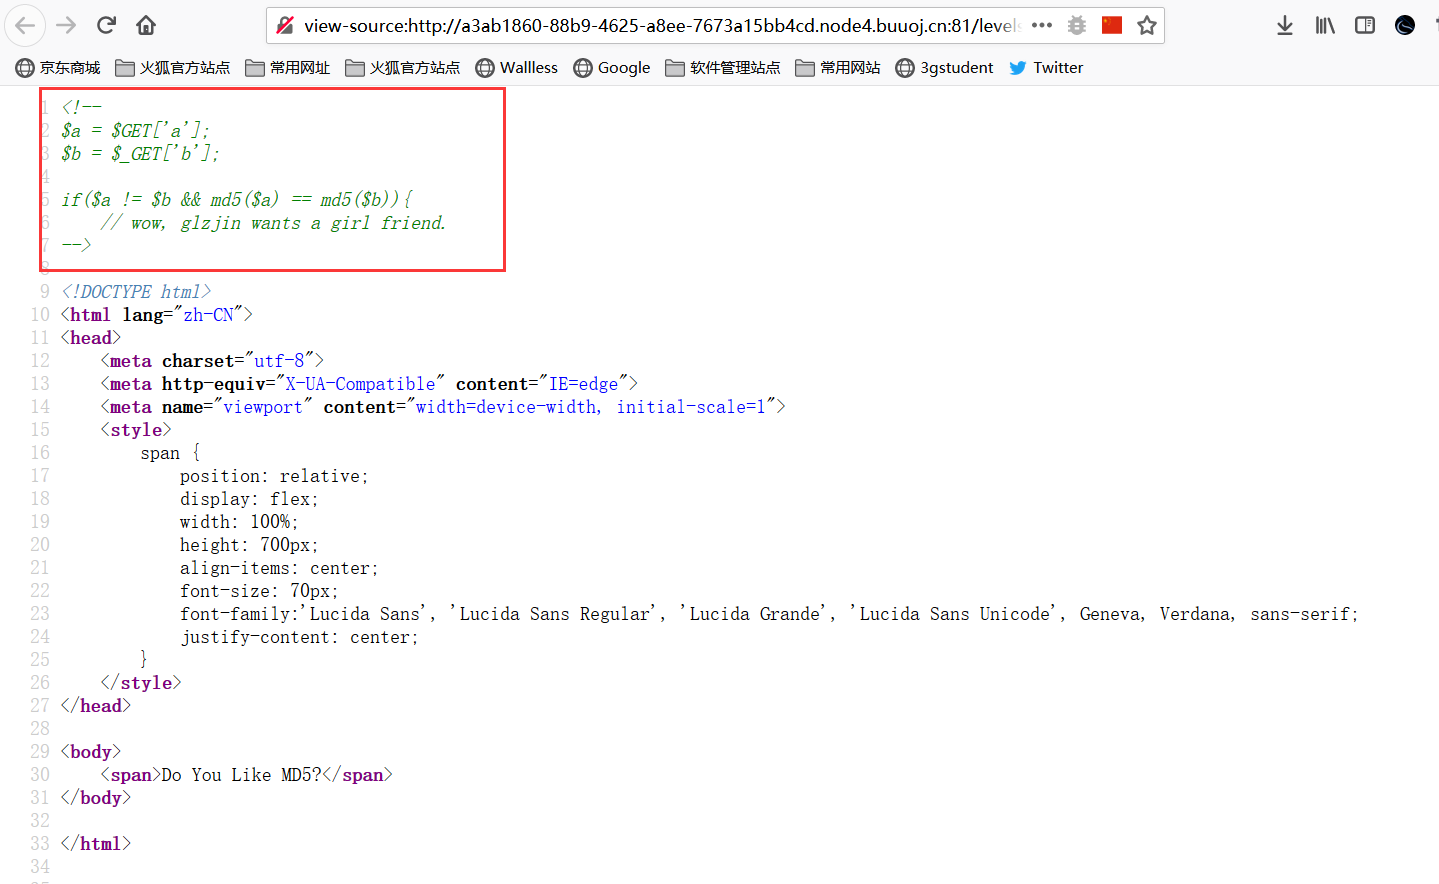 view-source:http://a3ab1860-88b9-4625-a8ee-7673a15bb4cd.node4.buuoj.cn:81/levels
京东商城 火狐官方站点 常用网址 火狐官方站点 Wallless Google 软件管理站点 常用网站 3gstudent Twitter
1 <!--
2 $a = $GET['a'];
3 $b = $_GET['b'];
4
5 if($a != $b && md5($a) == md5($b)){
6     // wow, glzjin wants a girl friend.
7 -->
8
9 <!DOCTYPE html>
10 <html lang="zh-CN">
11 <head>
12     <meta charset="utf-8">
13     <meta http-equiv="X-UA-Compatible" content="IE=edge">
14     <meta name="viewport" content="width=device-width, initial-scale=1">
15     <style>
16         span {
17             position: relative;
18             display: flex;
19             width: 100%;
20             height: 700px;
21             align-items: center;
22             font-size: 70px;
23             font-family:'Lucida Sans', 'Lucida Sans Regular', 'Lucida Grande', 'Lucida Sans Unicode', Geneva, Verdana, sans-serif;
24             justify-content: center;
25         }
26     </style>
27 </head>
28
29 <body>
30     <span>Do You Like MD5?</span>
31 </body>
32
33 </html>
34